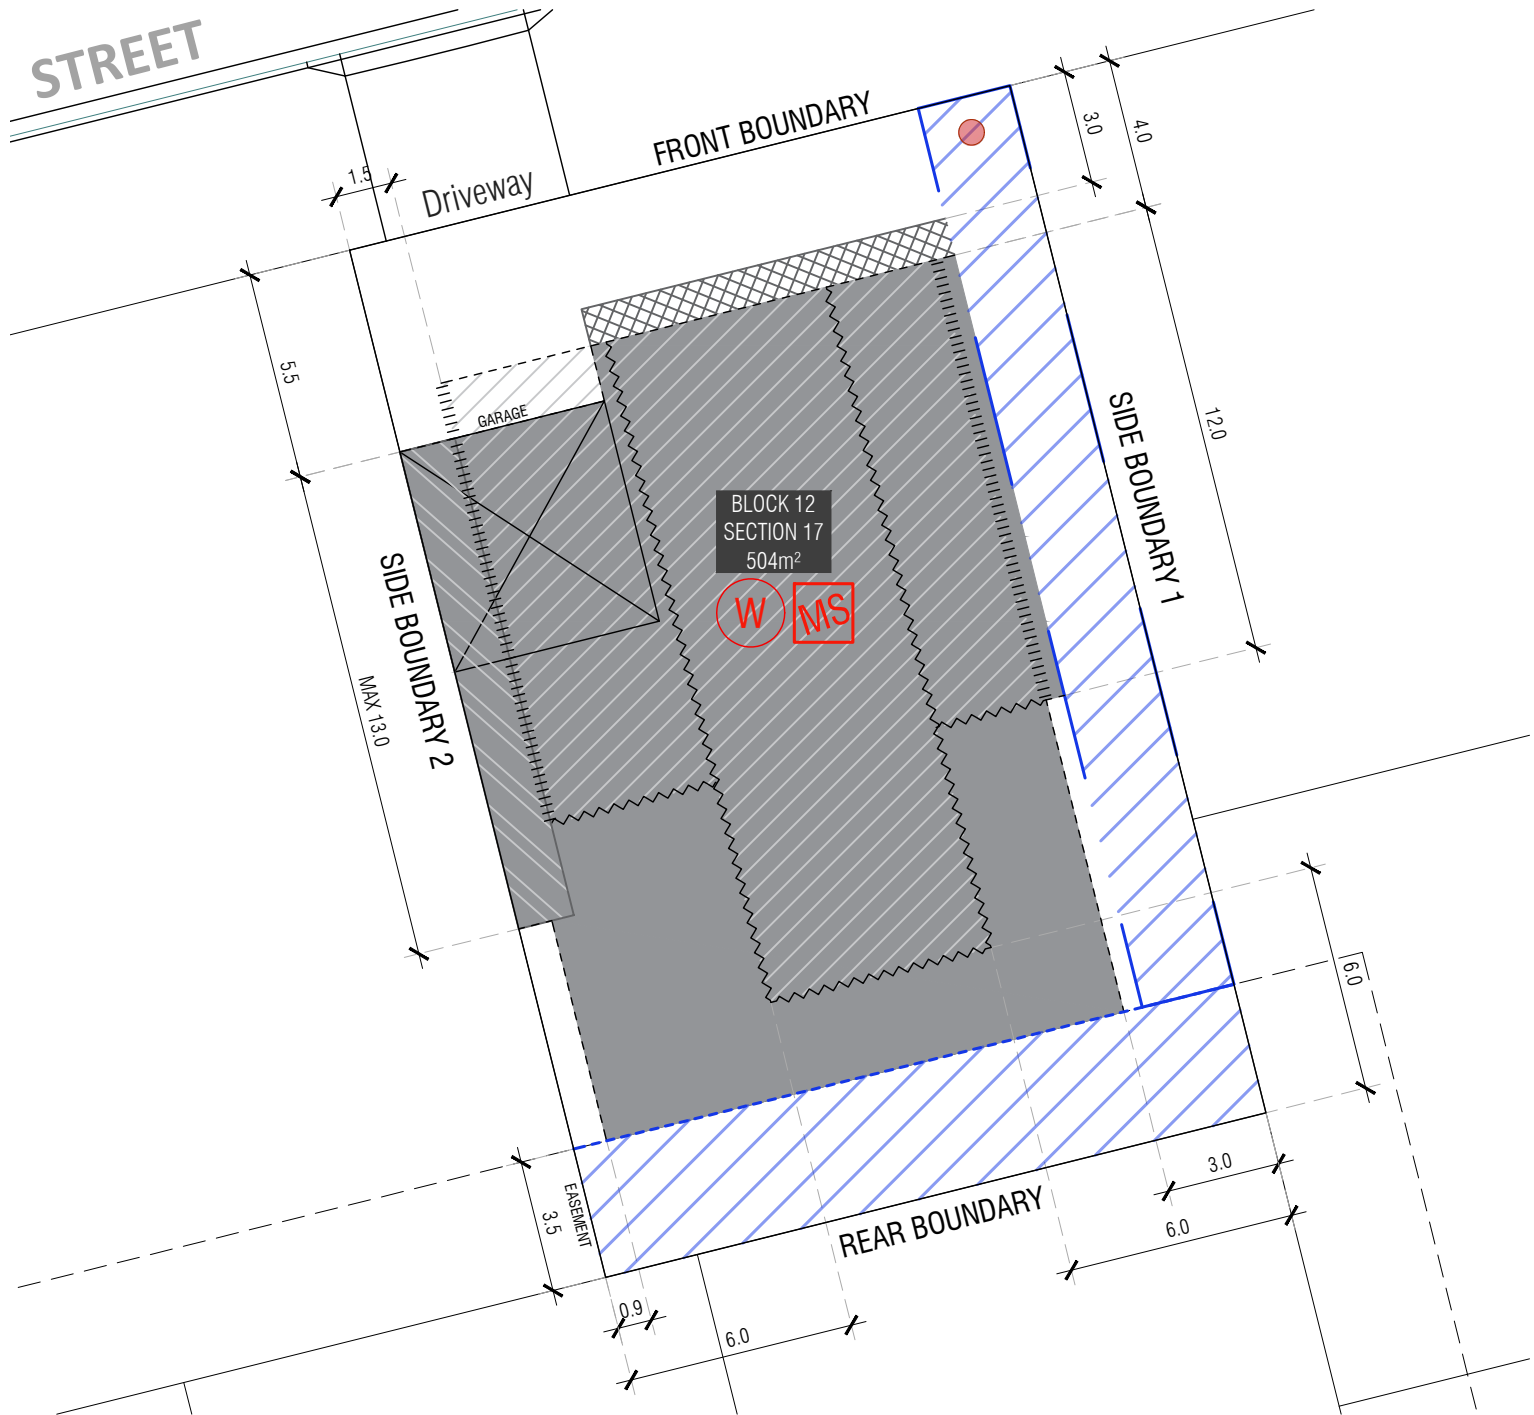 STREET
FRONT BOUNDARY
3.0
4.0
1.5
Driveway
5.5
GARAGE
12.0
SIDE BOUNDARY 1
BLOCK 12
SECTION 17
504m²
W
MS
SIDE BOUNDARY 2
MAX 13.0
6.0
EASEMENT
3.5
3.0
REAR BOUNDARY
6.0
0.9
6.0